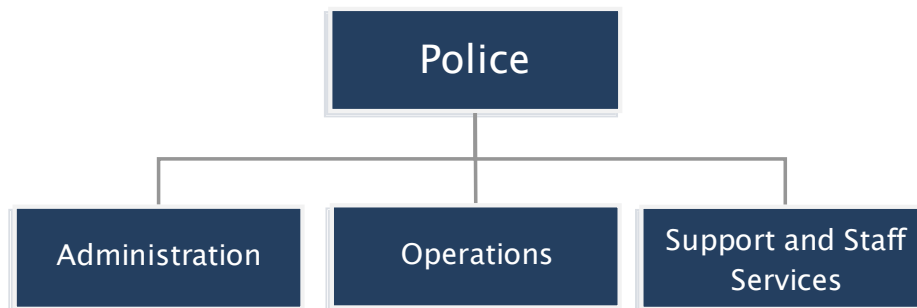 Police
Administration
Operations
Support and Staff
Services